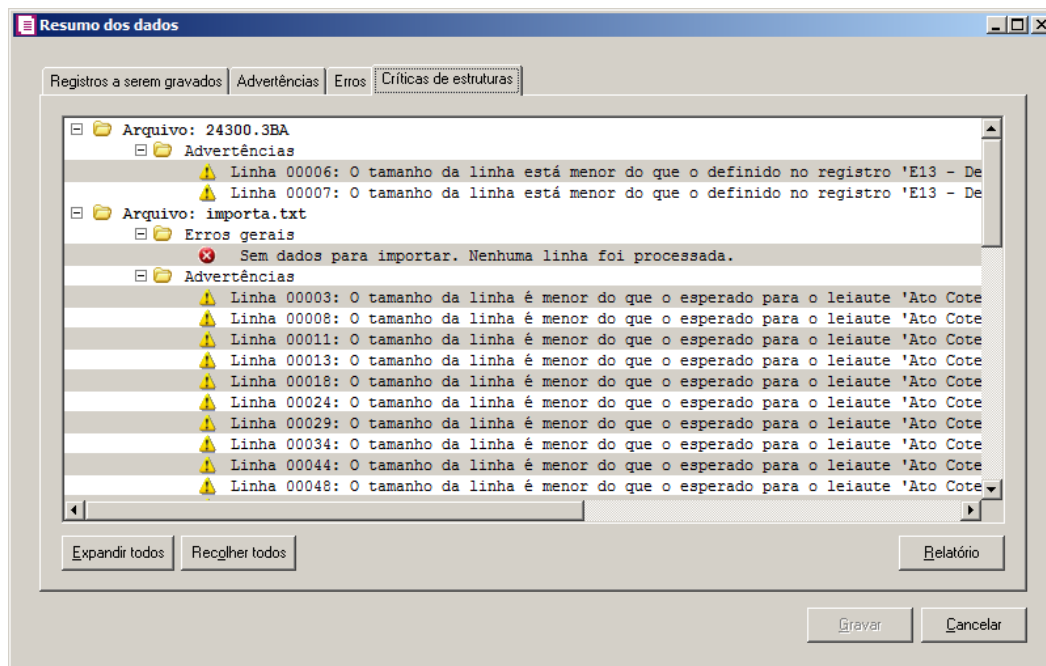 Resumo dos dados
Registros a serem gravados Advertências Erros Críticas de estruturas
Arquivo: 24300.3BA
Advertências
Linha 00006: O tamanho da linha está menor do que o definido no registro 'E13 - De
Linha 00007: O tamanho da linha está menor do que o definido no registro 'E13 - De
Arquivo: importa.txt
Erros gerais
Sem dados para importar. Nenhuma linha foi processada.
Advertências
Linha 00003: O tamanho da linha é menor do que o esperado para o leiaute 'Ato Cote
Linha 00008: O tamanho da linha é menor do que o esperado para o leiaute 'Ato Cote
Linha 00011: O tamanho da linha é menor do que o esperado para o leiaute 'Ato Cote
Linha 00013: O tamanho da linha é menor do que o esperado para o leiaute 'Ato Cote
Linha 00018: O tamanho da linha é menor do que o esperado para o leiaute 'Ato Cote
Linha 00024: O tamanho da linha é menor do que o esperado para o leiaute 'Ato Cote
Linha 00029: O tamanho da linha é menor do que o esperado para o leiaute 'Ato Cote
Linha 00034: O tamanho da linha é menor do que o esperado para o leiaute 'Ato Cote
Linha 00044: O tamanho da linha é menor do que o esperado para o leiaute 'Ato Cote
Linha 00048: O tamanho da linha é menor do que o esperado para o leiaute 'Ato Cote
Expandir todos Recolher todos Relatório
Gravar Cancelar